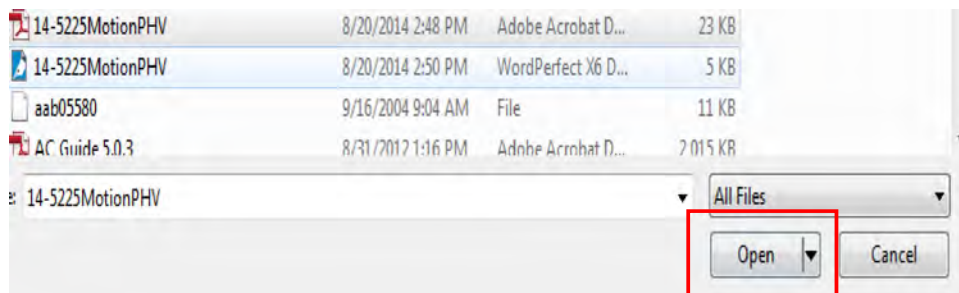 14-5225MotionPHV 8/20/2014 2:48 PM Adobe Acrobat D... 23 KB
14-5225MotionPHV 8/20/2014 2:50 PM WordPerfect X6 D... 5 KB
aab05580 9/16/2004 9:04 AM File 11 KB
AC Guide 5.0.3 8/31/2012 1:16 PM Adobe Acrobat D... 2 015 KB
e: 14-5225MotionPHV All Files
Open Cancel